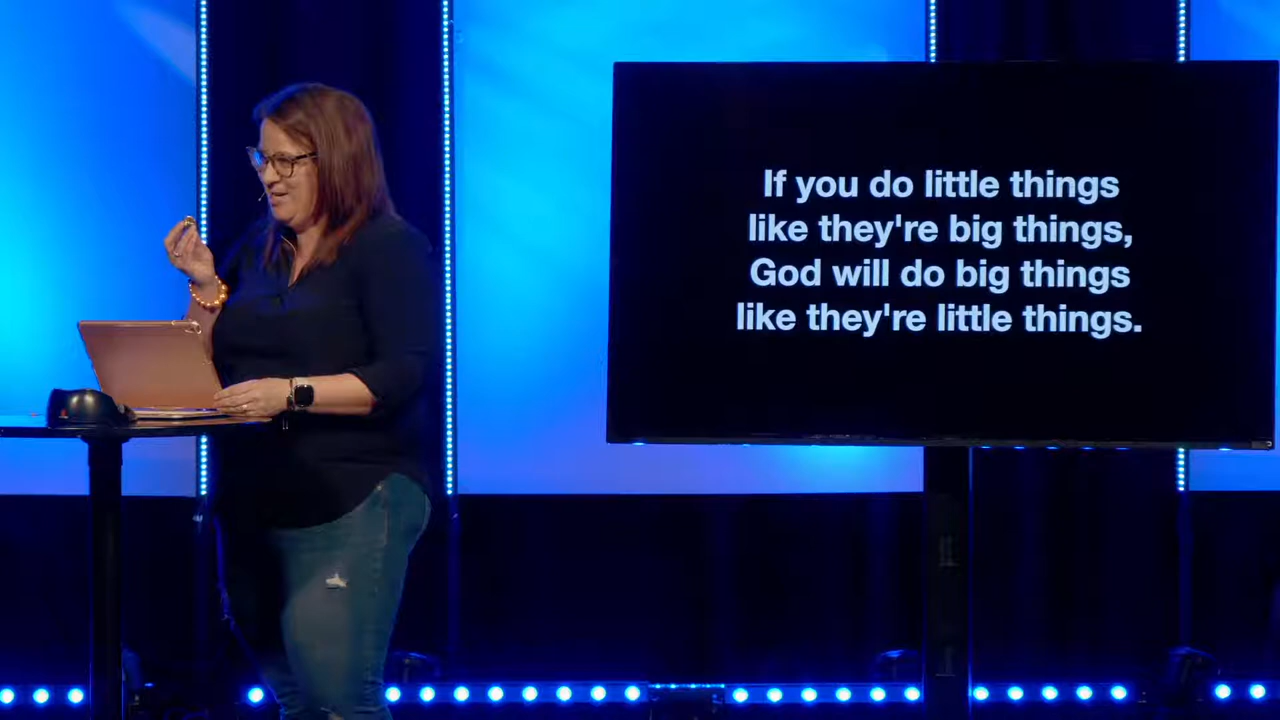 If you do little things
like they're big things,
God will do big things
like they're little things.